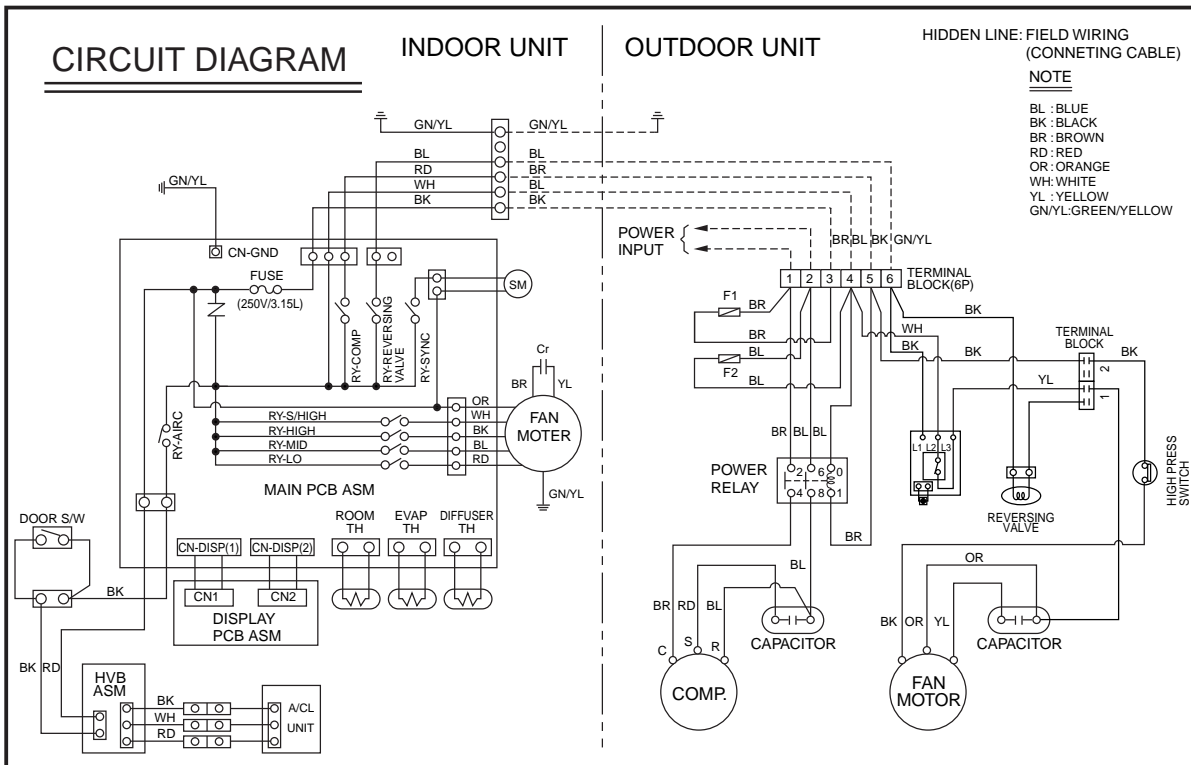 CIRCUIT DIAGRAM
INDOOR UNIT
OUTDOOR UNIT
HIDDEN LINE: FIELD WIRING
(CONNETING CABLE)
NOTE
BL : BLUE
BK : BLACK
BR : BROWN
RD : RED
OR : ORANGE
WH: WHITE
YL : YELLOW
GN/YL:GREEN/YELLOW
GN/YL
GN/YL
BL
BL
RD
BR
WH
BL
BK
BK
GN/YL
CN-GND
FUSE
(250V/3.15L)
SM
RY-COMP
RY-REVERSING
VALVE
RY-SYNC
RY-AIRC
Cr
BR
YL
FAN
MOTER
OR
WH
BK
BL
RD
RY-S/HIGH
RY-HIGH
RY-MID
RY-LO
GN/YL
MAIN PCB ASM
ROOM
TH
EVAP
TH
DIFFUSER
TH
CN-DISP(1)
CN-DISP(2)
CN1
CN2
DISPLAY
PCB ASM
DOOR S/W
BK
BK
RD
HVB
ASM
BK
WH
RD
A/CL
UNIT
POWER
INPUT
BR
BL
BK
GN/YL
1 2 3 4 5 6
TERMINAL
BLOCK(6P)
F1
BR
BR
BL
F2
BL
WH
BK
BK
BK
TERMINAL
BLOCK
BK
2
1
YL
BR
BL
BL
POWER
RELAY
2 6 0
4 8 1
L1 L2 L3
REVERSING
VALVE
HIGH PRESS
SWITCH
BR
BL
BR
RD
BL
C
S
R
CAPACITOR
COMP.
BK
OR
YL
OR
CAPACITOR
FAN
MOTOR